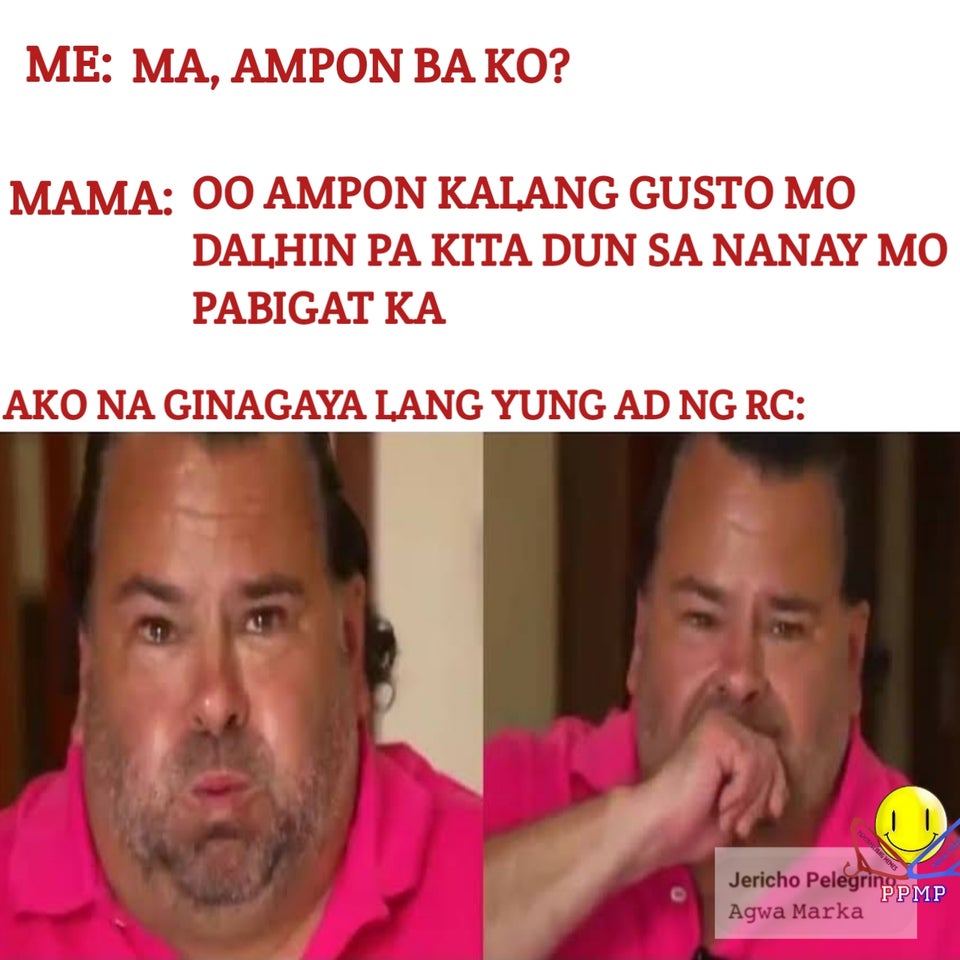 ME: MA, AMPON BA KO?
MAMA: OO AMPON KALANG GUSTO MO
DALHIN PA KITA DUN SA NANAY MO
PABIGAT KA
AKO NA GINAGAYA LANG YUNG AD NG RC:
Jericho Pelegrino
Agwa Marka
PPMP